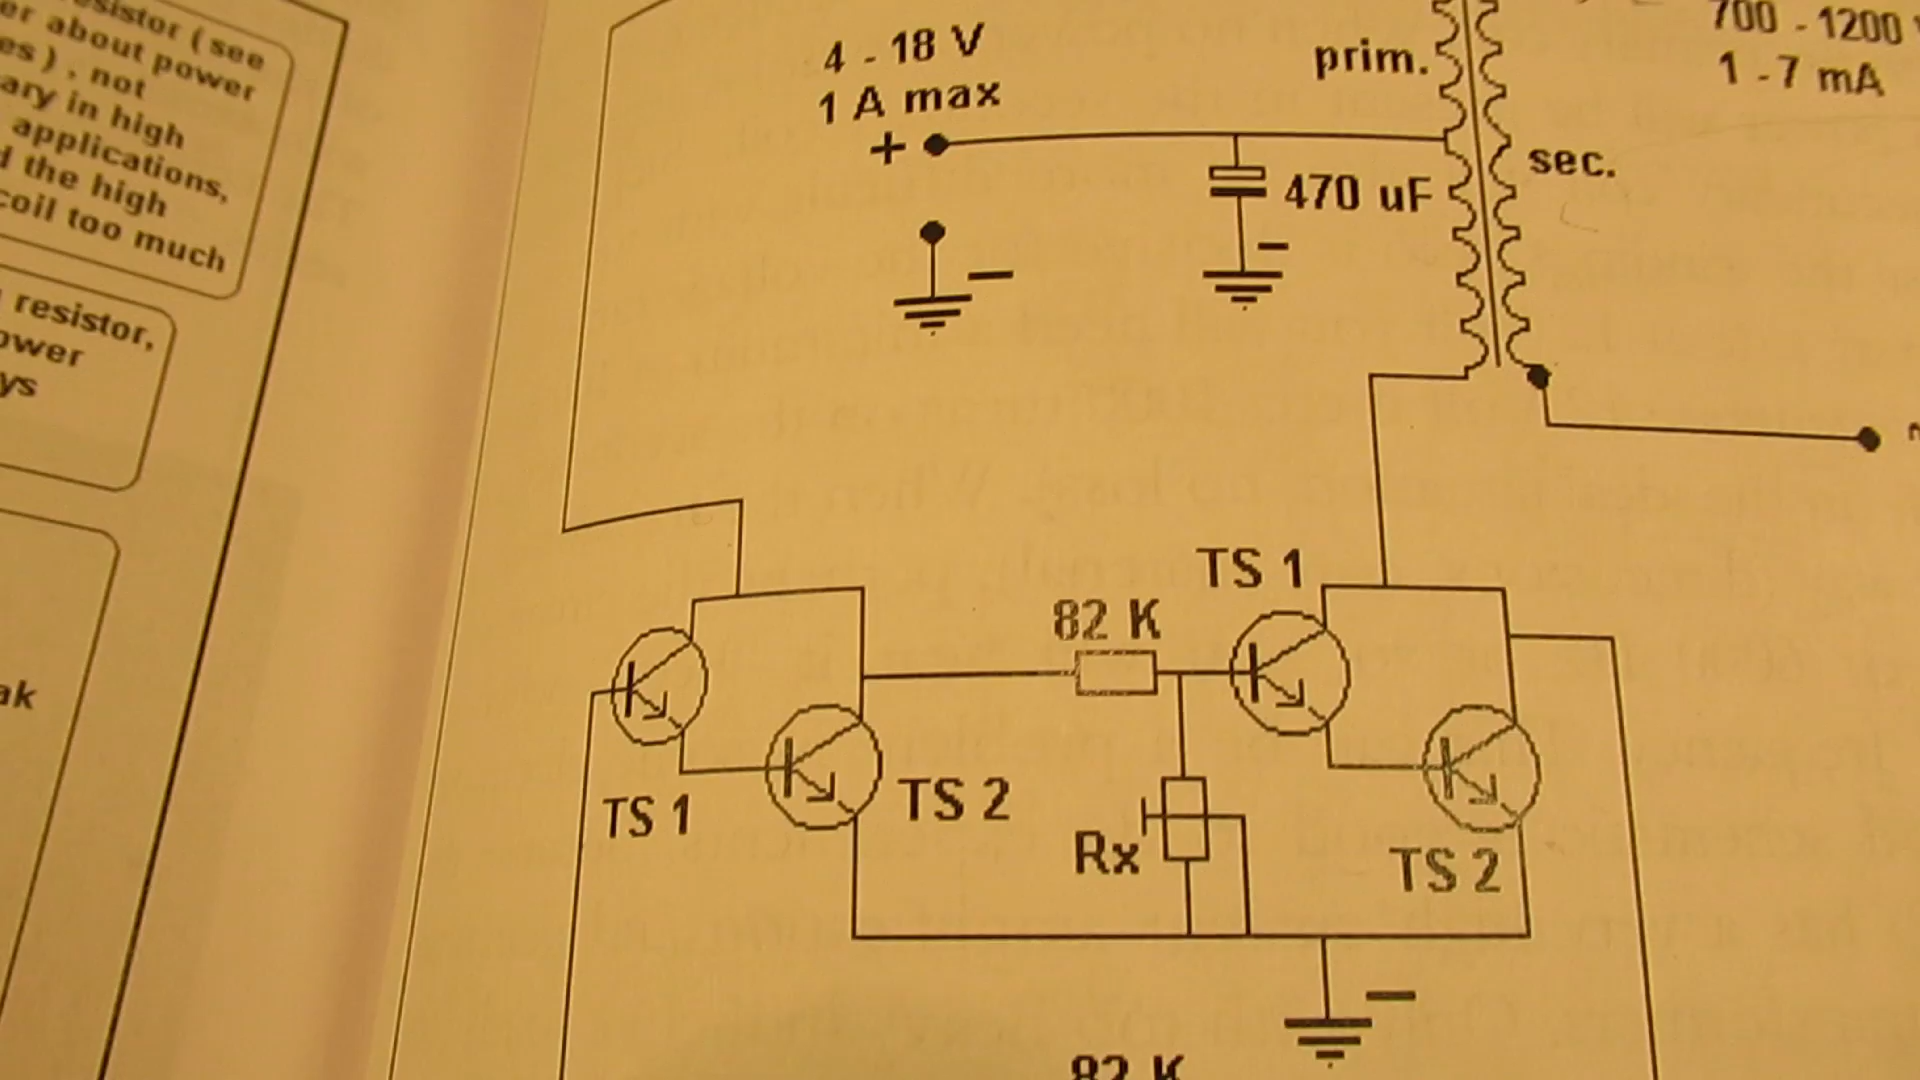 (see
er about power
es), not
ary in high
applications,
d the high
coil too much
resistor,
ower
ys
ak
4 - 18 V
1 A max
+
prim.
700 - 1200
1 - 7 mA
sec.
470 uF
TS 1
82 K
TS 1
TS 2
Rx
TS 2
82 K